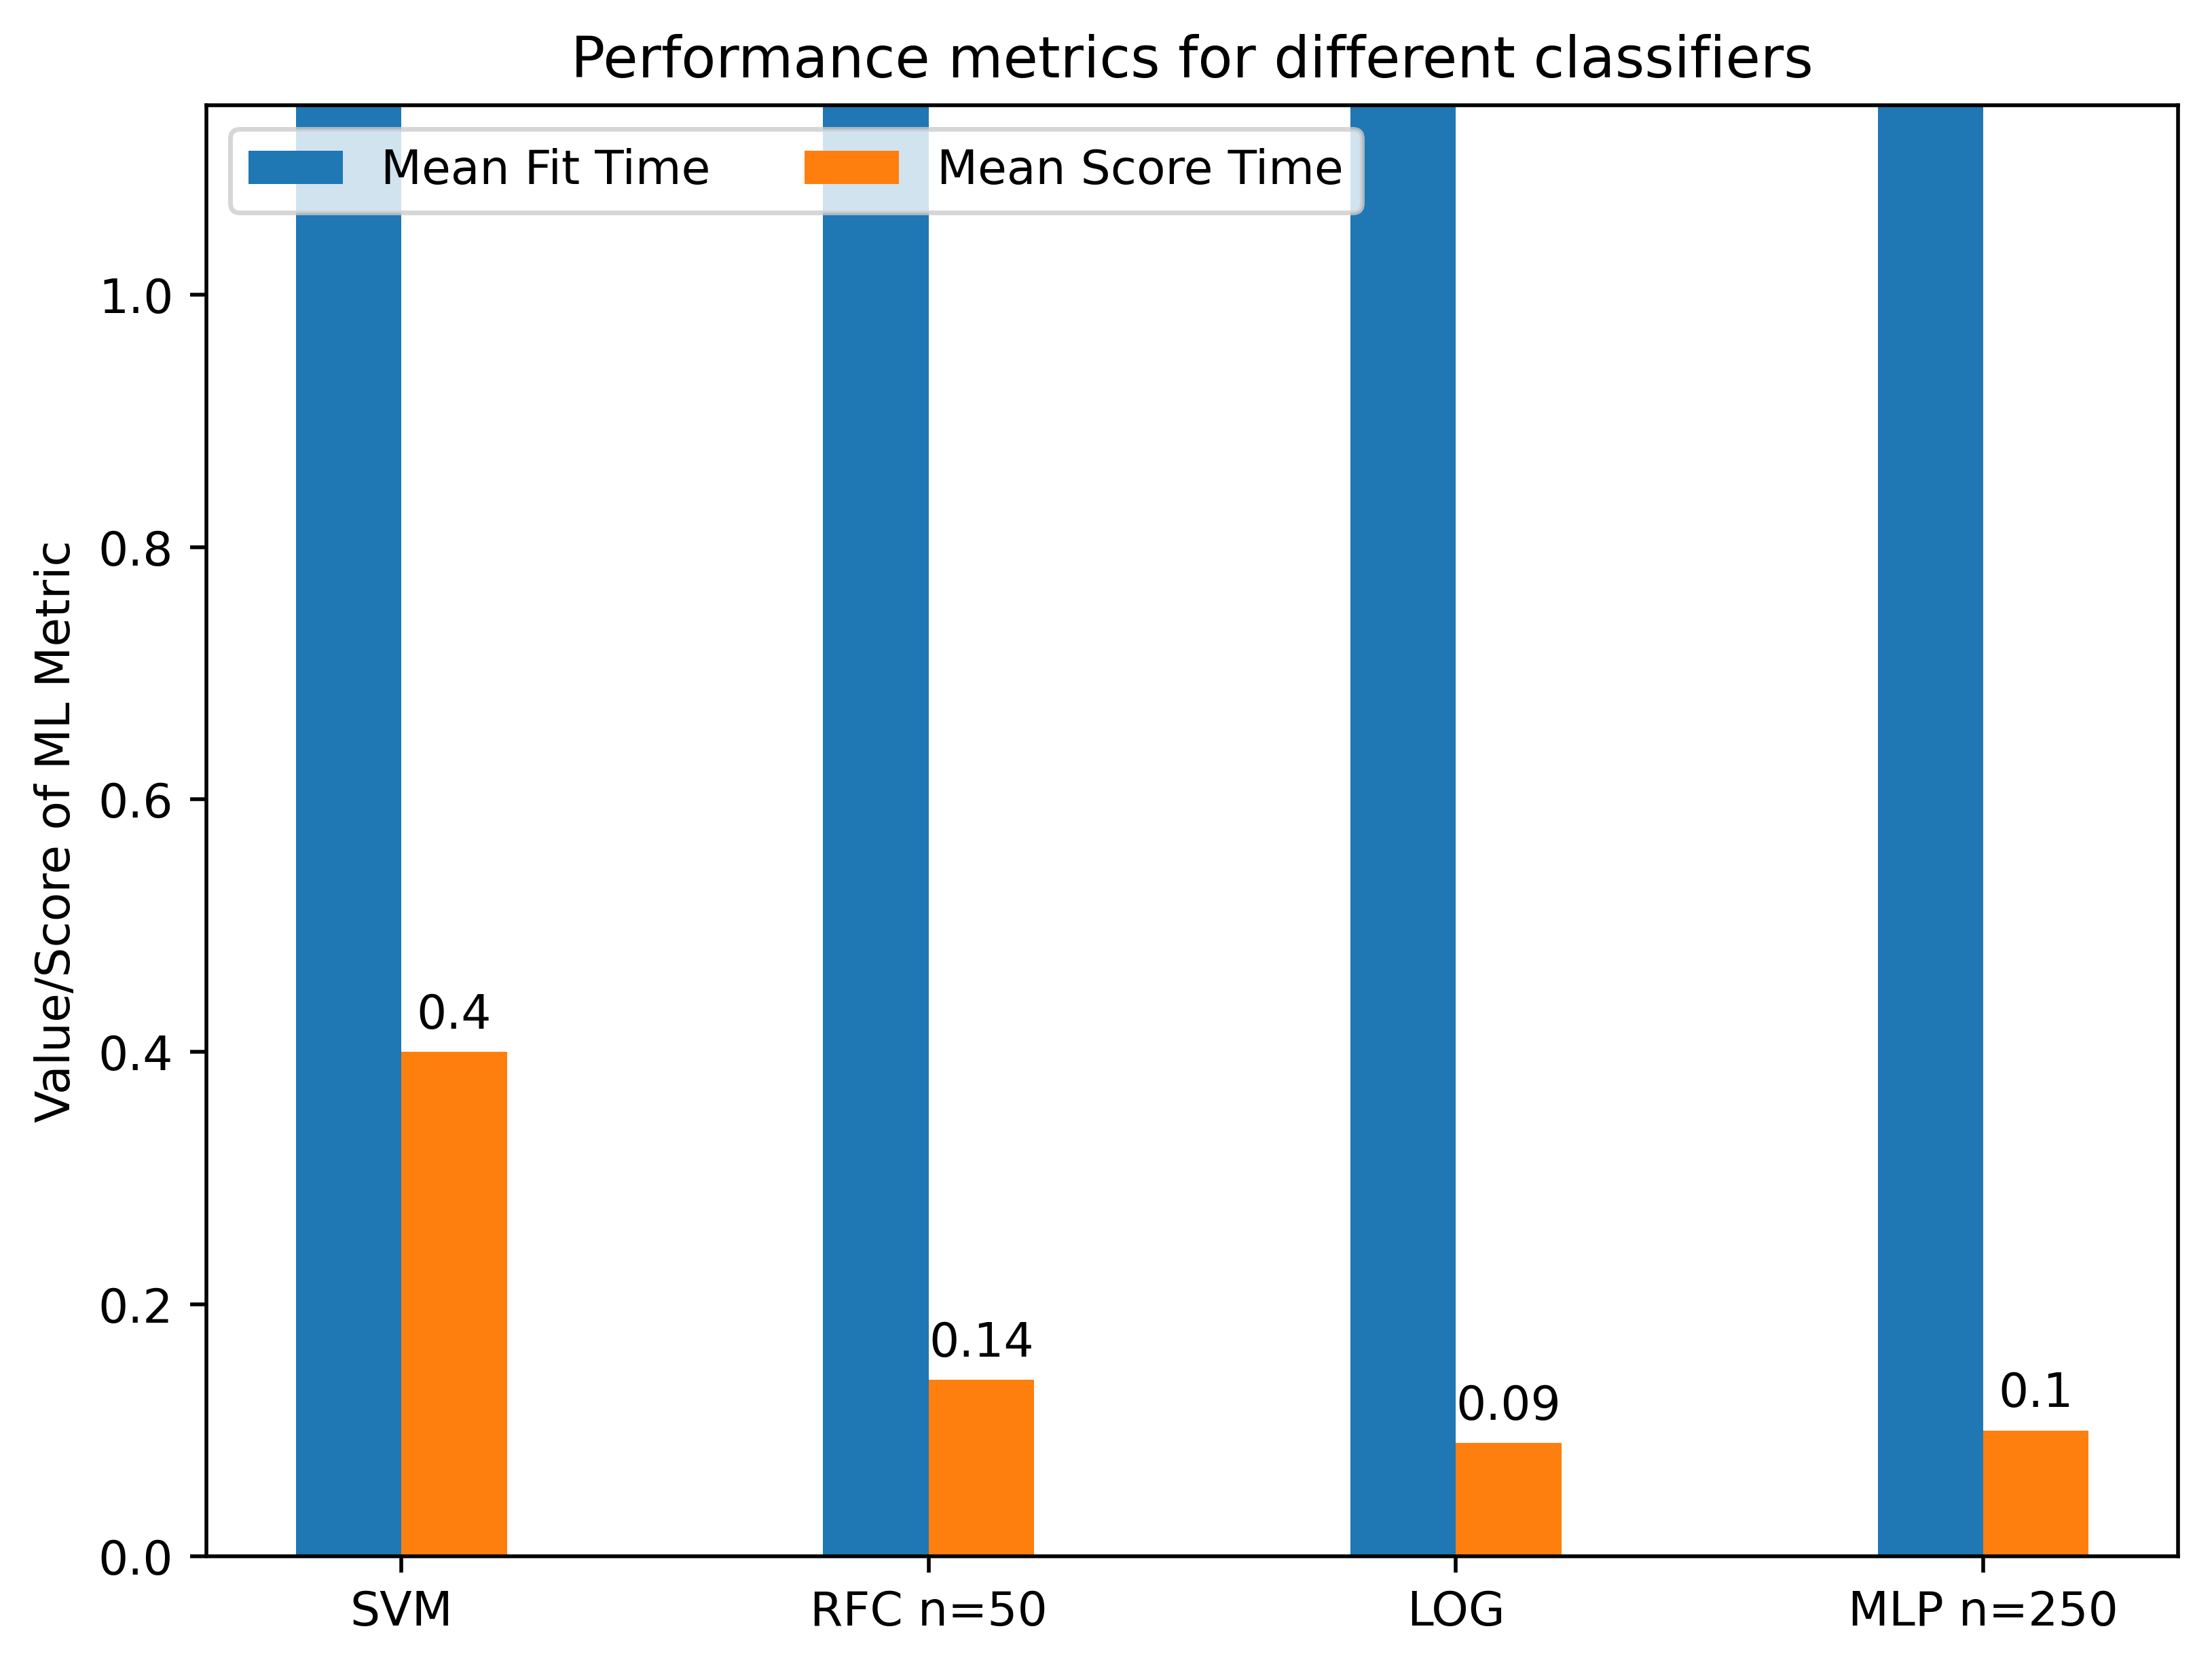 Performance metrics for different classifiers
Mean Fit Time
Mean Score Time
Value/Score of ML Metric
1.0
0.8
0.6
0.4
0.2
0.0
0.4
0.14
0.09
0.1
SVM
RFC n=50
LOG
MLP n=250